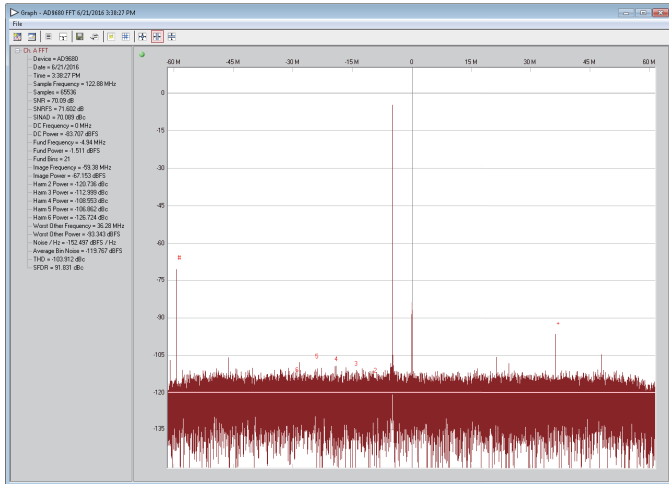 Graph - AD9680 FFT 6/21/2016 3:38:27 PM
File
Ch. A FFT
Device = AD9680
Date = 6/21/2016
Time = 3:38:27 PM
Sample Frequency = 122.88 MHz
Samples = 65536
SNR = 70.09 dB
SNRFS = 71.602 dB
SINAD = 70.089 dBc
DC Frequency = 0 MHz
DC Power = -83.707 dBFS
Fund Frequency = -4.94 MHz
Fund Power = -1.511 dBFS
Fund Bins = 21
Image Frequency = -59.38 MHz
Image Power = -67.153 dBFS
Harm 2 Power = -120.736 dBc
Harm 3 Power = -112.999 dBc
Harm 4 Power = -108.553 dBc
Harm 5 Power = -106.862 dBc
Harm 6 Power = -126.724 dBc
Worst Other Frequency = 36.28 MHz
Worst Other Power = -93.343 dBFS
Noise / Hz = -152.497 dBFS / Hz
Average Bin Noise = -119.767 dBFS
THD = -103.912 dBc
SFDR = 91.831 dBc
-60 M -45 M -30 M -15 M 0 15 M 30 M 45 M 60 M
0
-15
-30
-45
-60
-75
-90
-105
-120
-135
+
5 4 3 2
6